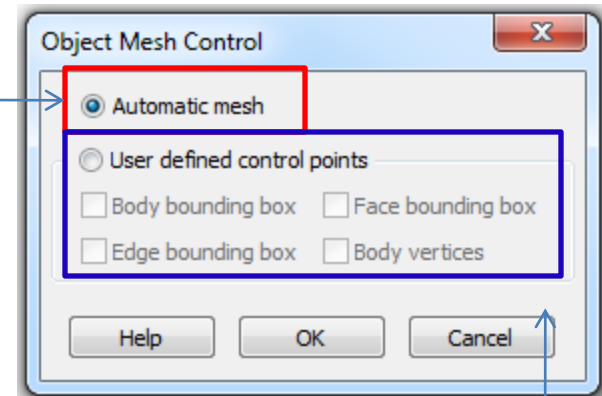 Object Mesh Control
Automatic mesh
User defined control points
Body bounding box Face bounding box
Edge bounding box Body vertices
Help OK Cancel